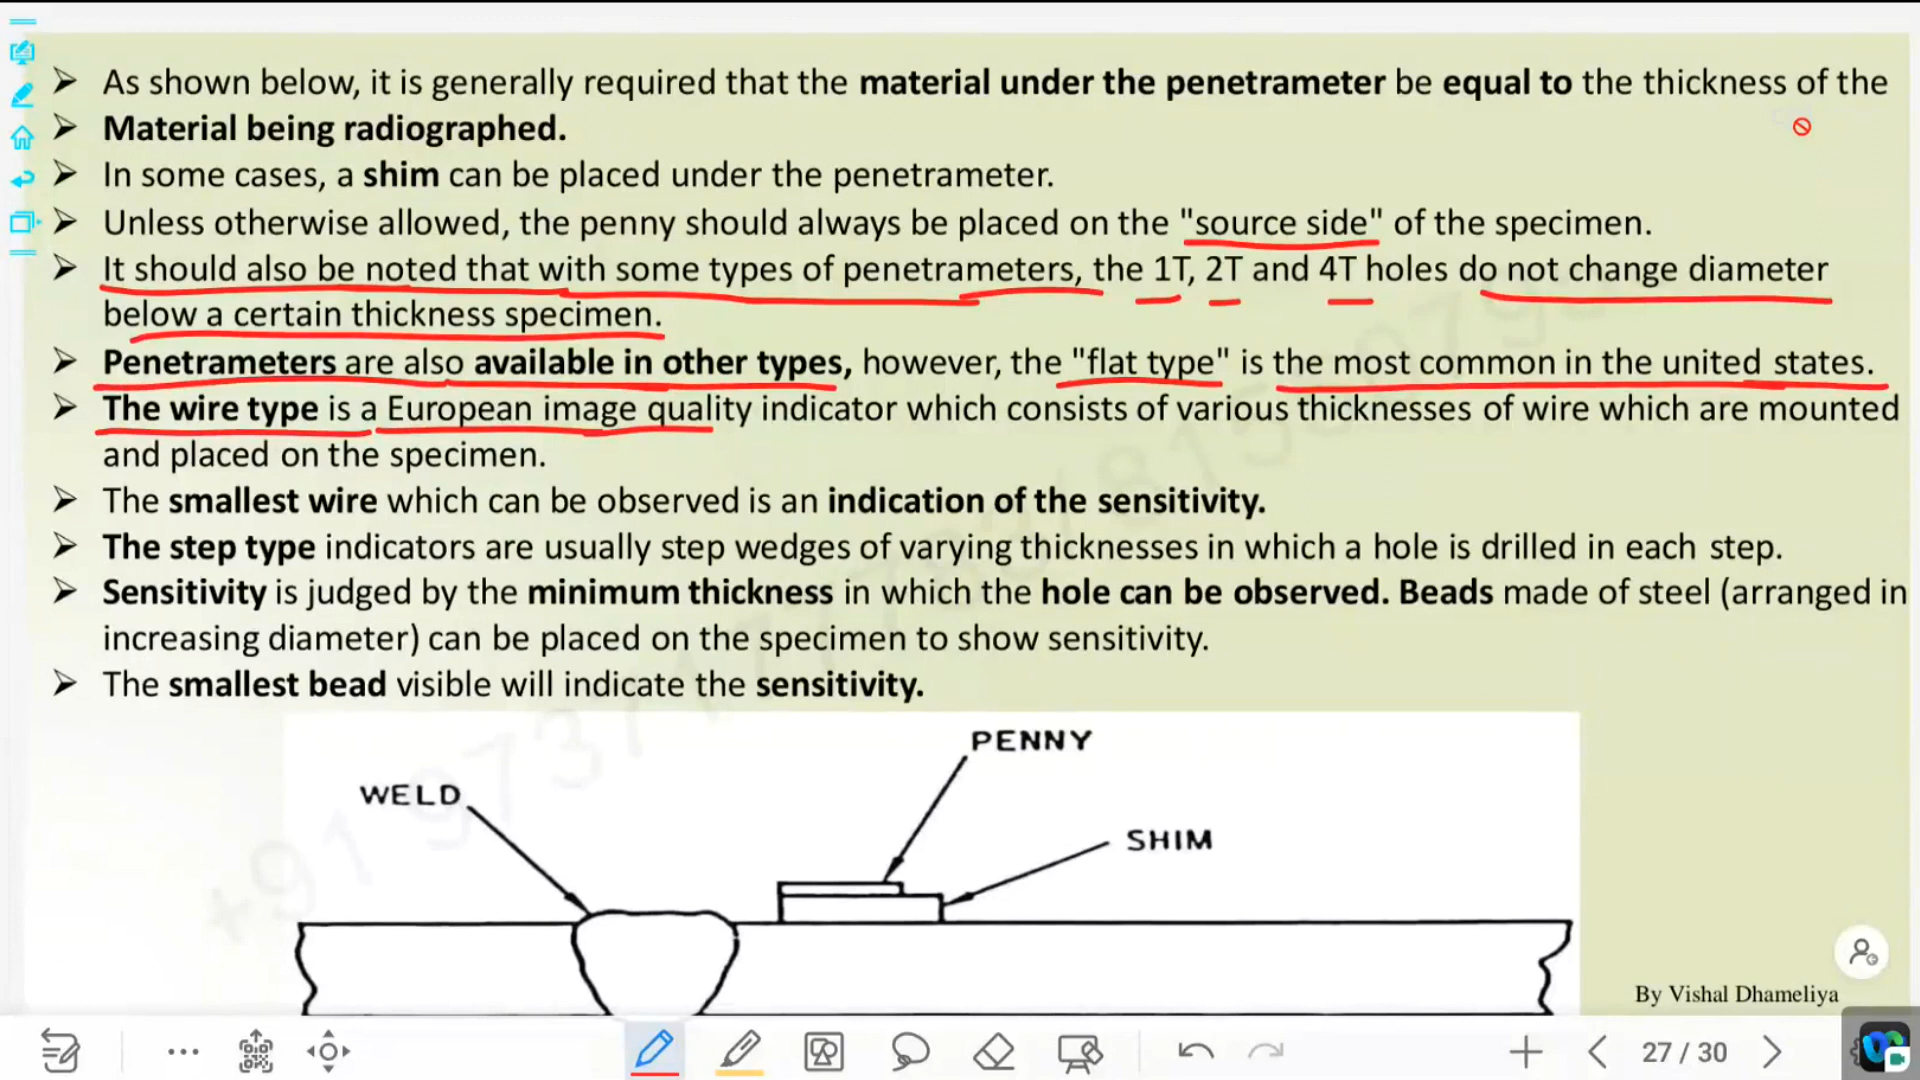 ➤ As shown below, it is generally required that the material under the penetrameter be equal to the thickness of the
➤ Material being radiographed.
➤ In some cases, a shim can be placed under the penetrameter.
➤ Unless otherwise allowed, the penny should always be placed on the "source side" of the specimen.
➤ It should also be noted that with some types of penetrameters, the 1T, 2T and 4T holes do not change diameter
below a certain thickness specimen.
➤ Penetrameters are also available in other types, however, the "flat type" is the most common in the united states.
➤ The wire type is a European image quality indicator which consists of various thicknesses of wire which are mounted
and placed on the specimen.
➤ The smallest wire which can be observed is an indication of the sensitivity.
➤ The step type indicators are usually step wedges of varying thicknesses in which a hole is drilled in each step.
➤ Sensitivity is judged by the minimum thickness in which the hole can be observed. Beads made of steel (arranged in
increasing diameter) can be placed on the specimen to show sensitivity.
➤ The smallest bead visible will indicate the sensitivity.
PENNY
WELD
SHIM
By Vishal Dhameliya
27 / 30